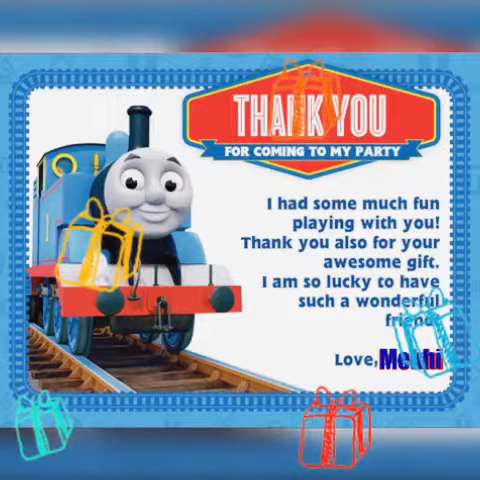 THANK YOU
FOR COMING TO MY PARTY
I had some much fun
playing with you!
Thank you also for your
awesome gift.
I am so lucky to have
such a wonderful
friend.
Love,